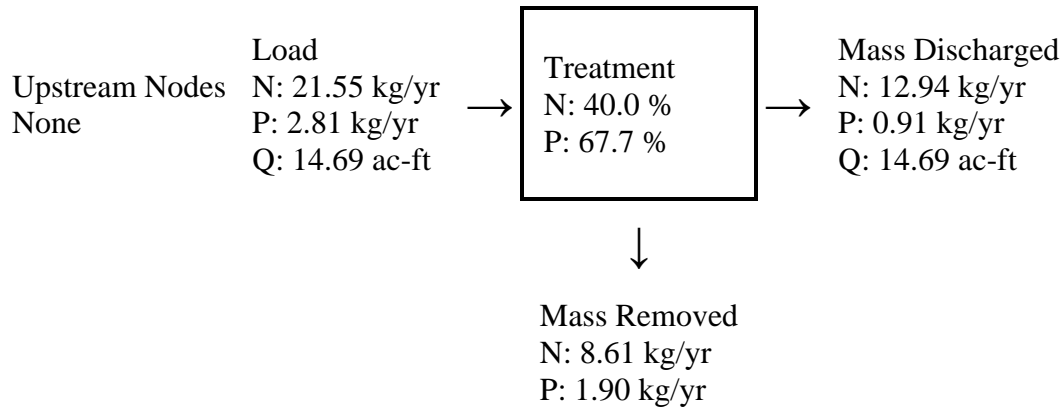 Upstream Nodes
None
Load
N: 21.55 kg/yr
P: 2.81 kg/yr
Q: 14.69 ac-ft
→
Treatment
N: 40.0 %
P: 67.7 %
→
Mass Discharged
N: 12.94 kg/yr
P: 0.91 kg/yr
Q: 14.69 ac-ft
↓
Mass Removed
N: 8.61 kg/yr
P: 1.90 kg/yr